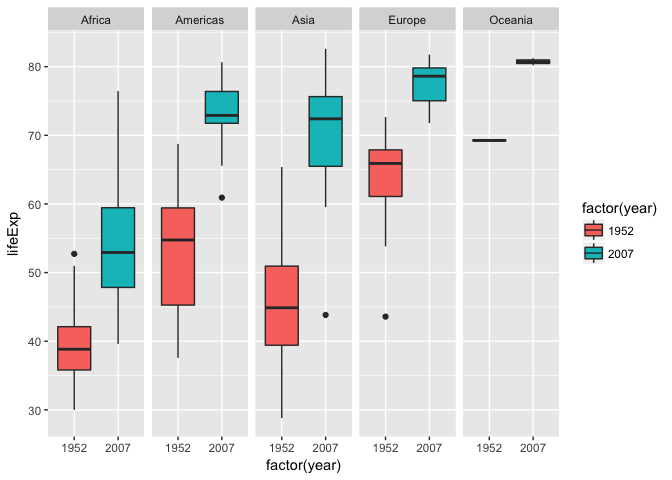 Africa Americas Asia Europe Oceania
80
70
60
50
40
30
lifeExp
1952 2007 1952 2007 1952 2007 1952 2007 1952 2007
factor(year)
factor(year)
1952
2007